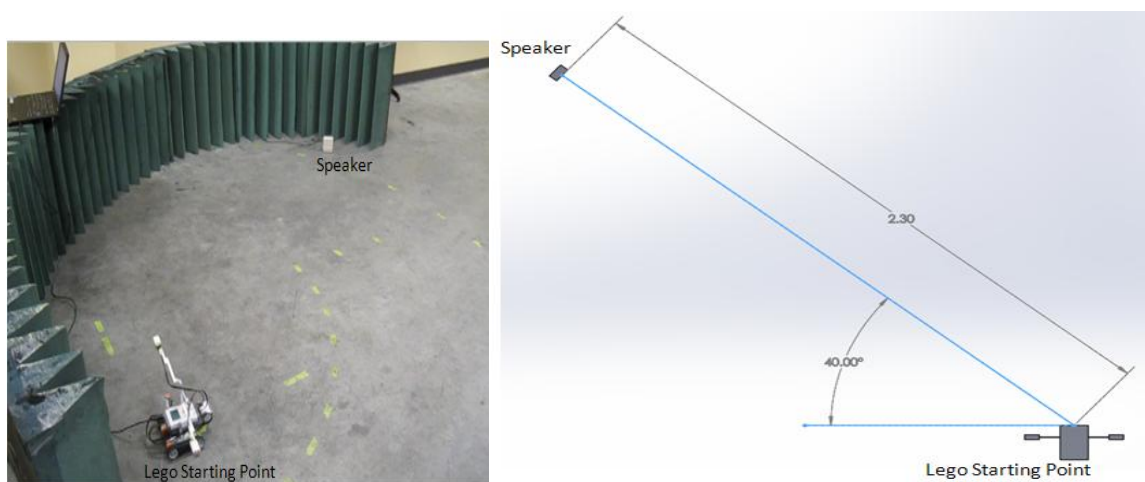 Speaker
Lego Starting Point
Speaker
2.30
40.00°
Lego Starting Point